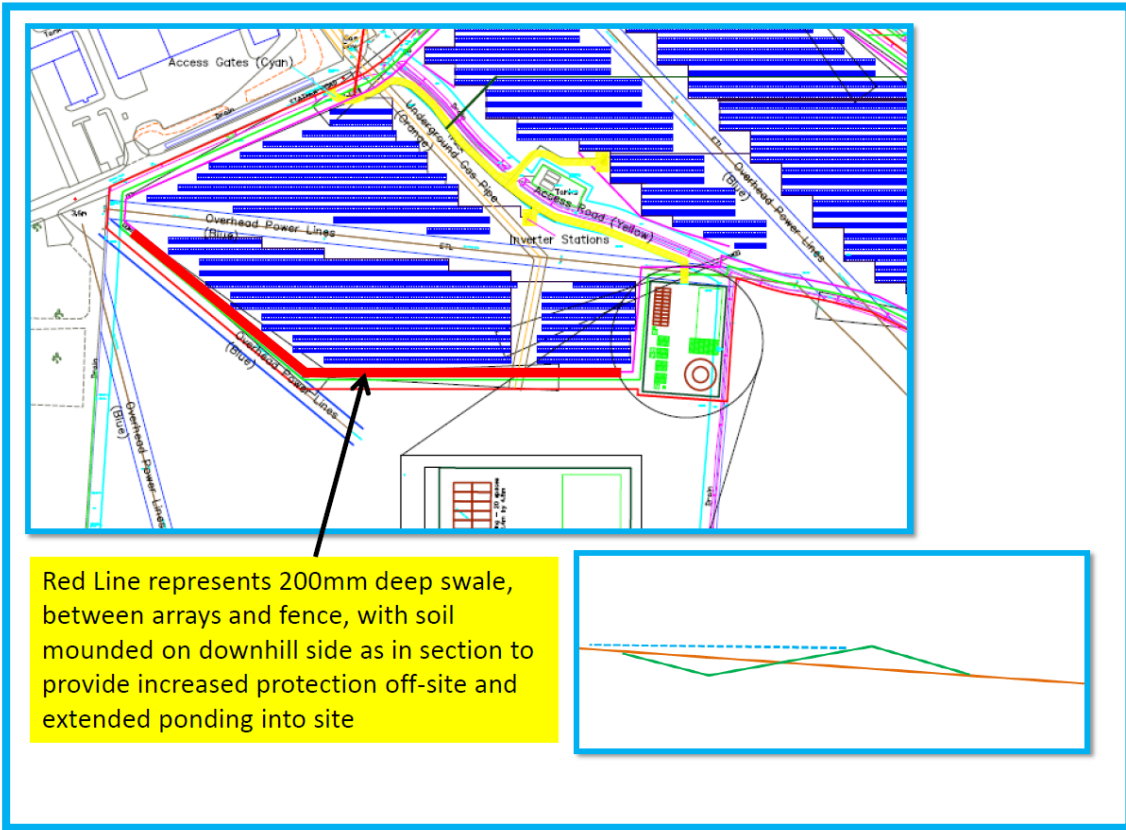 Tank
Access Gates (Cyan)
Drain
Underground Gas Pipe
(Orange)
Overhead Power Lines
(Blue)
Tanks
Access Road (Yellow)
Overhead Power Lines
(Blue)
ETL
Inverter Stations
Overhead Power Lines
(Blue)
Drain
Overhead Power Lines
(Blue)
Drain
Red Line represents 200mm deep swale,
between arrays and fence, with soil
mounded on downhill side as in section to
provide increased protection off-site and
extended ponding into site